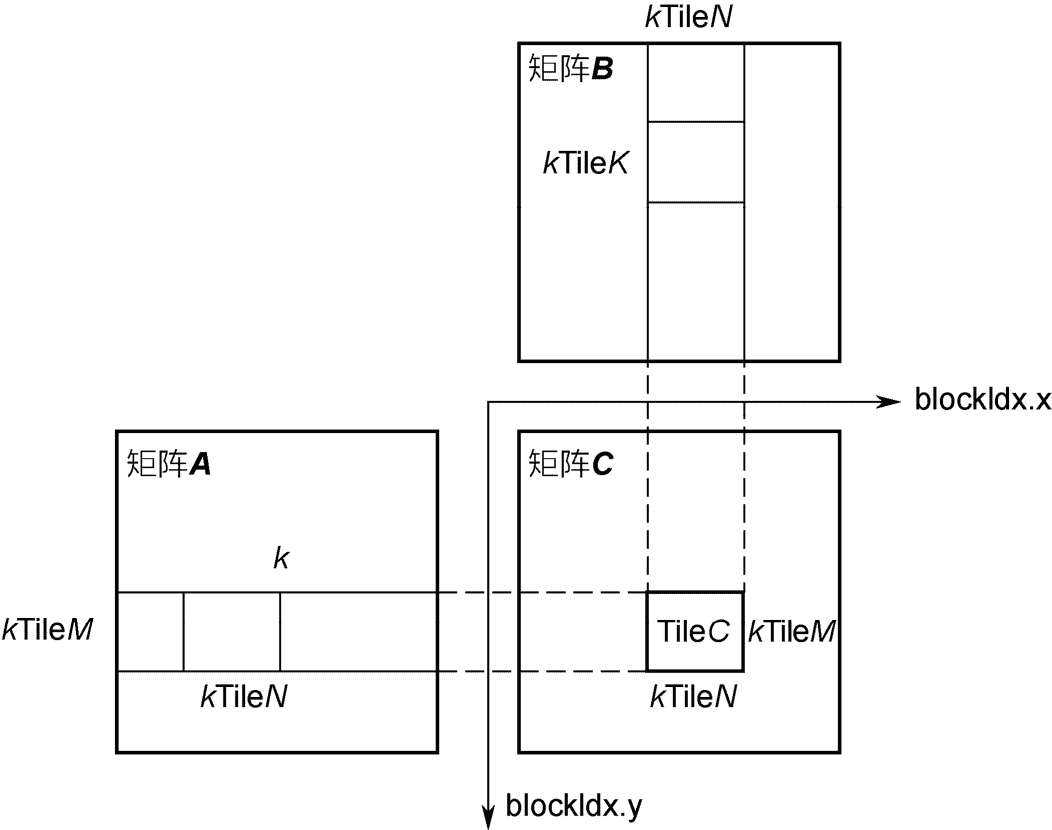 kTileN
矩阵B
kTileK
blockIdx.x
矩阵A
矩阵C
k
kTileM
TileC
kTileM
kTileN
kTileN
blockIdx.y